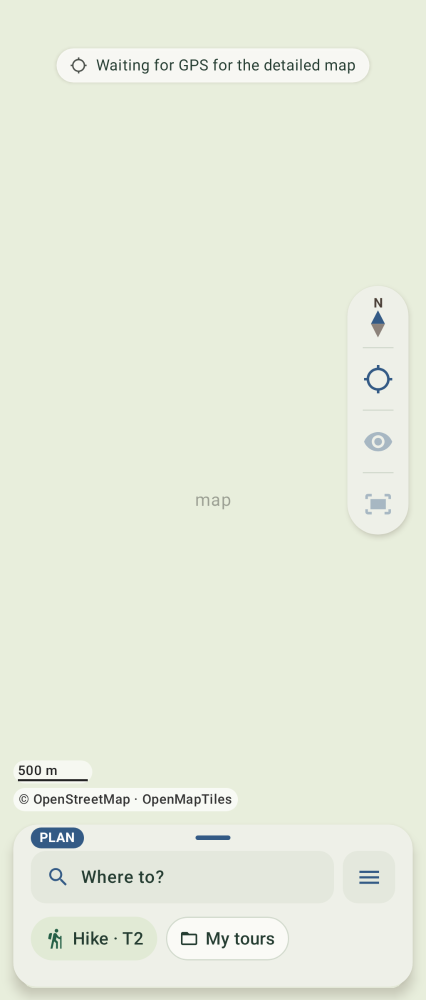 Waiting for GPS for the detailed map
N
map
500 m
© OpenStreetMap · OpenMapTiles
PLAN
Where to?
Hike · T2
My tours